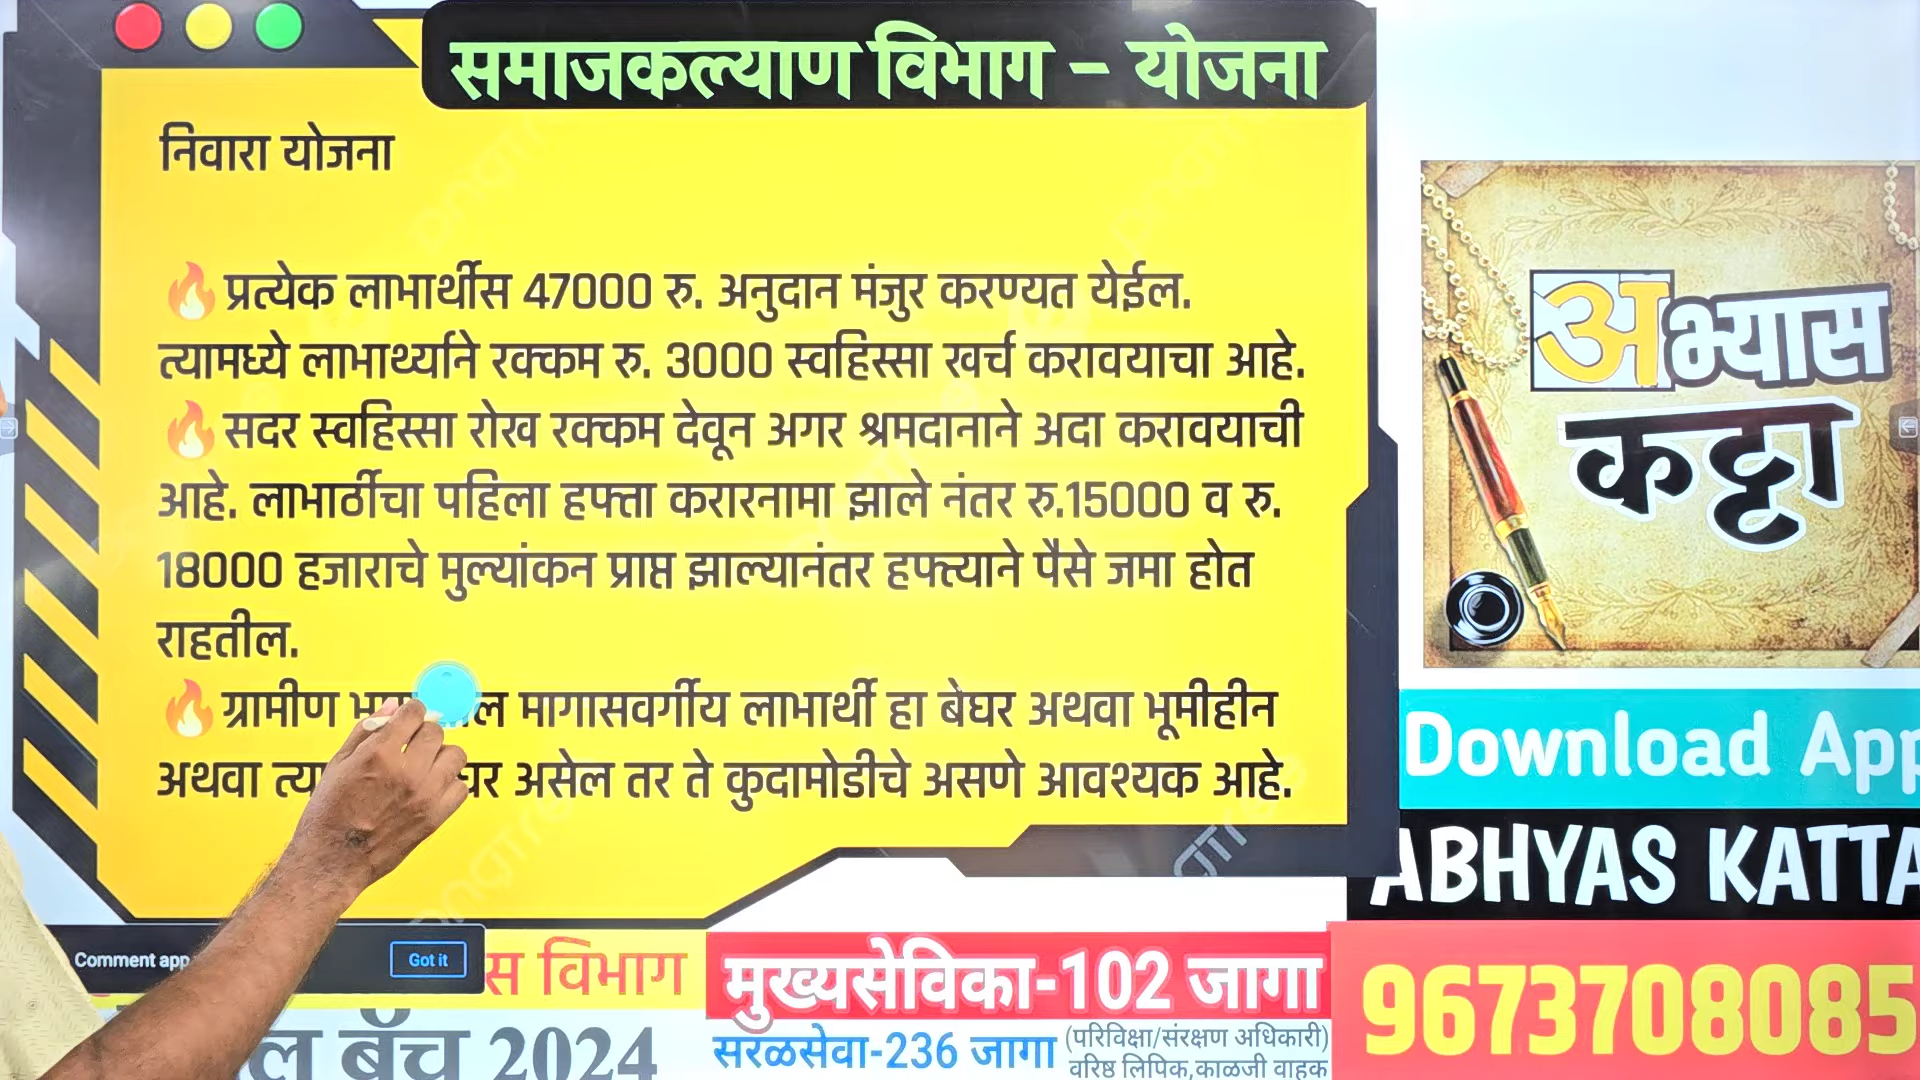 समाजकल्याण विभाग – योजना
निवारा योजना
🔥प्रत्येक लाभार्थीस 47000 रु. अनुदान मंजुर करण्यत येईल.
त्यामध्ये लाभार्थ्याने रक्कम रु. 3000 स्वहिस्सा खर्च करावयाचा आहे.
🔥सदर स्वहिस्सा रोख रक्कम देवून अगर श्रमदानाने अदा करावयाची
आहे. लाभार्ठीचा पहिला हफ्ता करारनामा झाले नंतर रु.15000 व रु.
18000 हजाराचे मुल्यांकन प्राप्त झाल्यानंतर हफ्त्याने पैसे जमा होत
राहतील.
🔥ग्रामीण मागासवर्गीय लाभार्थी हा बेघर अथवा भूमीहीन
अथवा असेल तर ते कुदामोडीचे असणे आवश्यक आहे.
अभ्यास
कट्टा
Download App
ABHYAS KATTA
9673708085
Comment app
Got it
विभाग
बॅच 2024
मुख्यसेविका-102 जागा
सरळसेवा-236 जागा
(परिविक्षा/संरक्षण अधिकारी)
वरिष्ठ लिपिक,काळजी वाहक